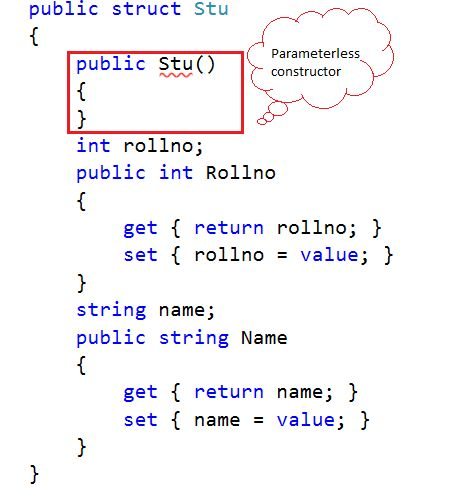 public struct Stu
{
public Stu()
{
}
Parameterless
constructor
int rollno;
public int Rollno
{
get { return rollno; }
set { rollno = value; }
}
string name;
public string Name
{
get { return name; }
set { name = value; }
}
}